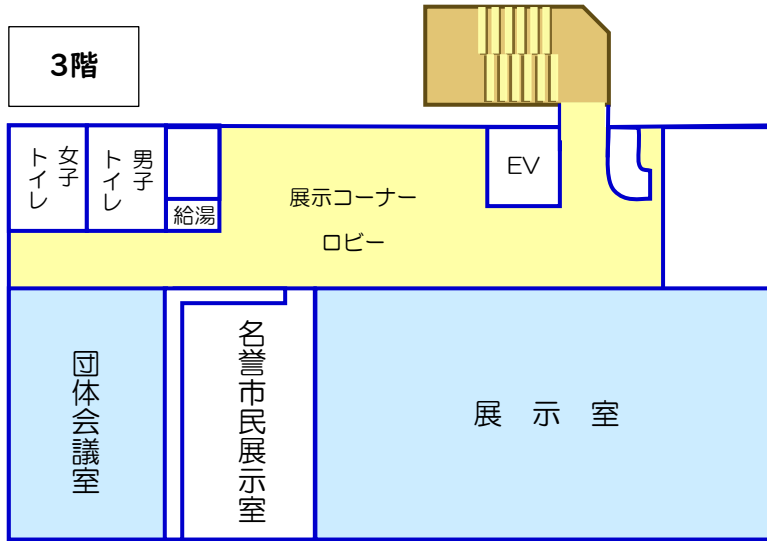 3階
女子
トイレ
男子
トイレ
給湯
展示コーナー
ロビー
EV
団体会議室
名誉市民展示室
展示室